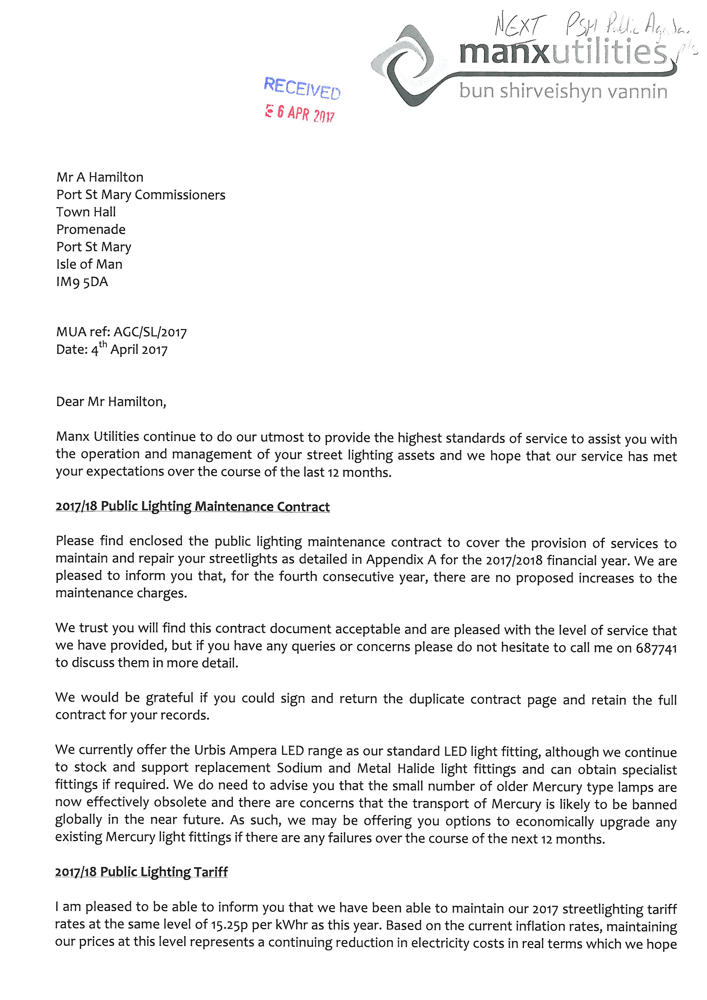 NEXT PSM Public Agenda
pls
manxutilities
bun shirveishyn vannin
RECEIVED
6 APR 2017
Mr A Hamilton
Port St Mary Commissioners
Town Hall
Promenade
Port St Mary
Isle of Man
IM9 5DA
MUA ref: AGC/SL/2017
Date: 4th April 2017
Dear Mr Hamilton,
Manx Utilities continue to do our utmost to provide the highest standards of service to assist you with
the operation and management of your street lighting assets and we hope that our service has met
your expectations over the course of the last 12 months.
2017/18 Public Lighting Maintenance Contract
Please find enclosed the public lighting maintenance contract to cover the provision of services to
maintain and repair your streetlights as detailed in Appendix A for the 2017/2018 financial year. We are
pleased to inform you that, for the fourth consecutive year, there are no proposed increases to the
maintenance charges.
We trust you will find this contract document acceptable and are pleased with the level of service that
we have provided, but if you have any queries or concerns please do not hesitate to call me on 687741
to discuss them in more detail.
We would be grateful if you could sign and return the duplicate contract page and retain the full
contract for your records.
We currently offer the Urbis Ampera LED range as our standard LED light fitting, although we continue
to stock and support replacement Sodium and Metal Halide light fittings and can obtain specialist
fittings if required. We do need to advise you that the small number of older Mercury type lamps are
now effectively obsolete and there are concerns that the transport of Mercury is likely to be banned
globally in the near future. As such, we may be offering you options to economically upgrade any
existing Mercury light fittings if there are any failures over the course of the next 12 months.
2017/18 Public Lighting Tariff
I am pleased to be able to inform you that we have been able to maintain our 2017 streetlighting tariff
rates at the same level of 15.25p per kWhr as this year. Based on the current inflation rates, maintaining
our prices at this level represents a continuing reduction in electricity costs in real terms which we hope